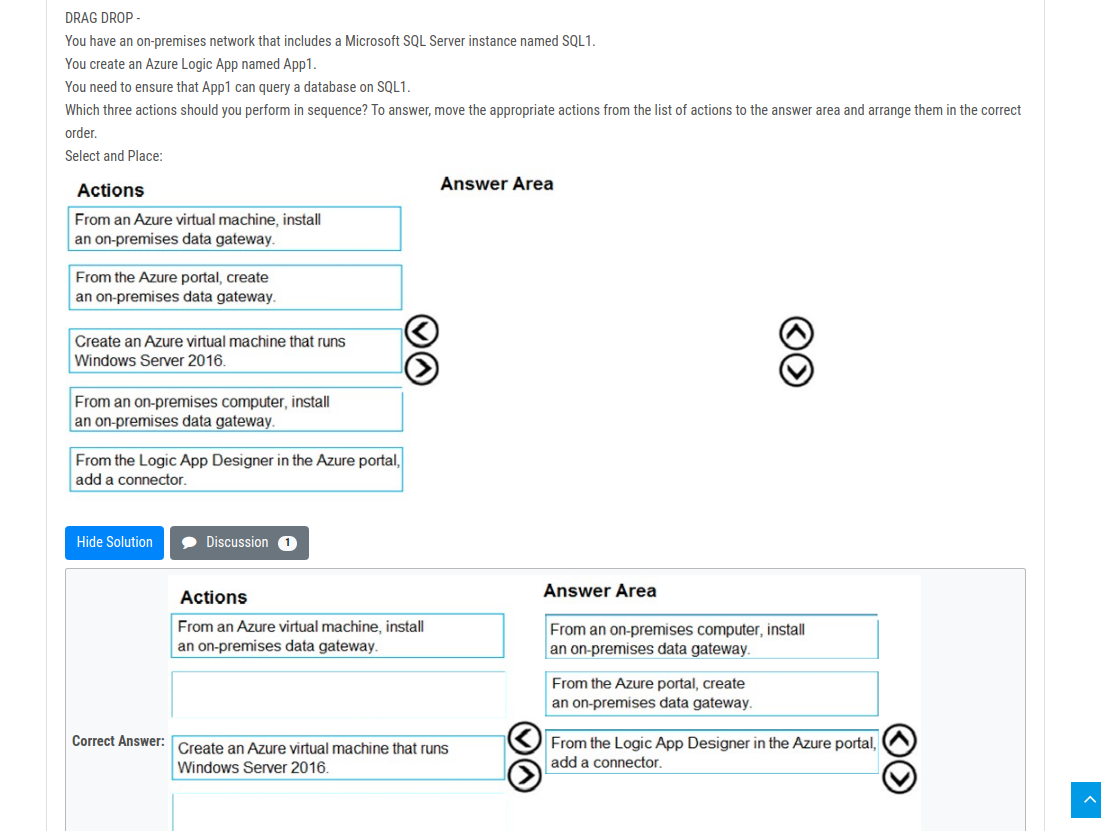 DRAG DROP -
You have an on-premises network that includes a Microsoft SQL Server instance named SQL1.
You create an Azure Logic App named App1.
You need to ensure that App1 can query a database on SQL1.
Which three actions should you perform in sequence? To answer, move the appropriate actions from the list of actions to the answer area and arrange them in the correct
order.
Select and Place:
Actions
Answer Area
From an Azure virtual machine, install
an on-premises data gateway.
From the Azure portal, create
an on-premises data gateway.
Create an Azure virtual machine that runs
Windows Server 2016.
From an on-premises computer, install
an on-premises data gateway.
From the Logic App Designer in the Azure portal,
add a connector.
Hide Solution
Discussion 1
Correct Answer:
Actions
From an Azure virtual machine, install
an on-premises data gateway.
Create an Azure virtual machine that runs
Windows Server 2016.
Answer Area
From an on-premises computer, install
an on-premises data gateway.
From the Azure portal, create
an on-premises data gateway.
From the Logic App Designer in the Azure portal,
add a connector.